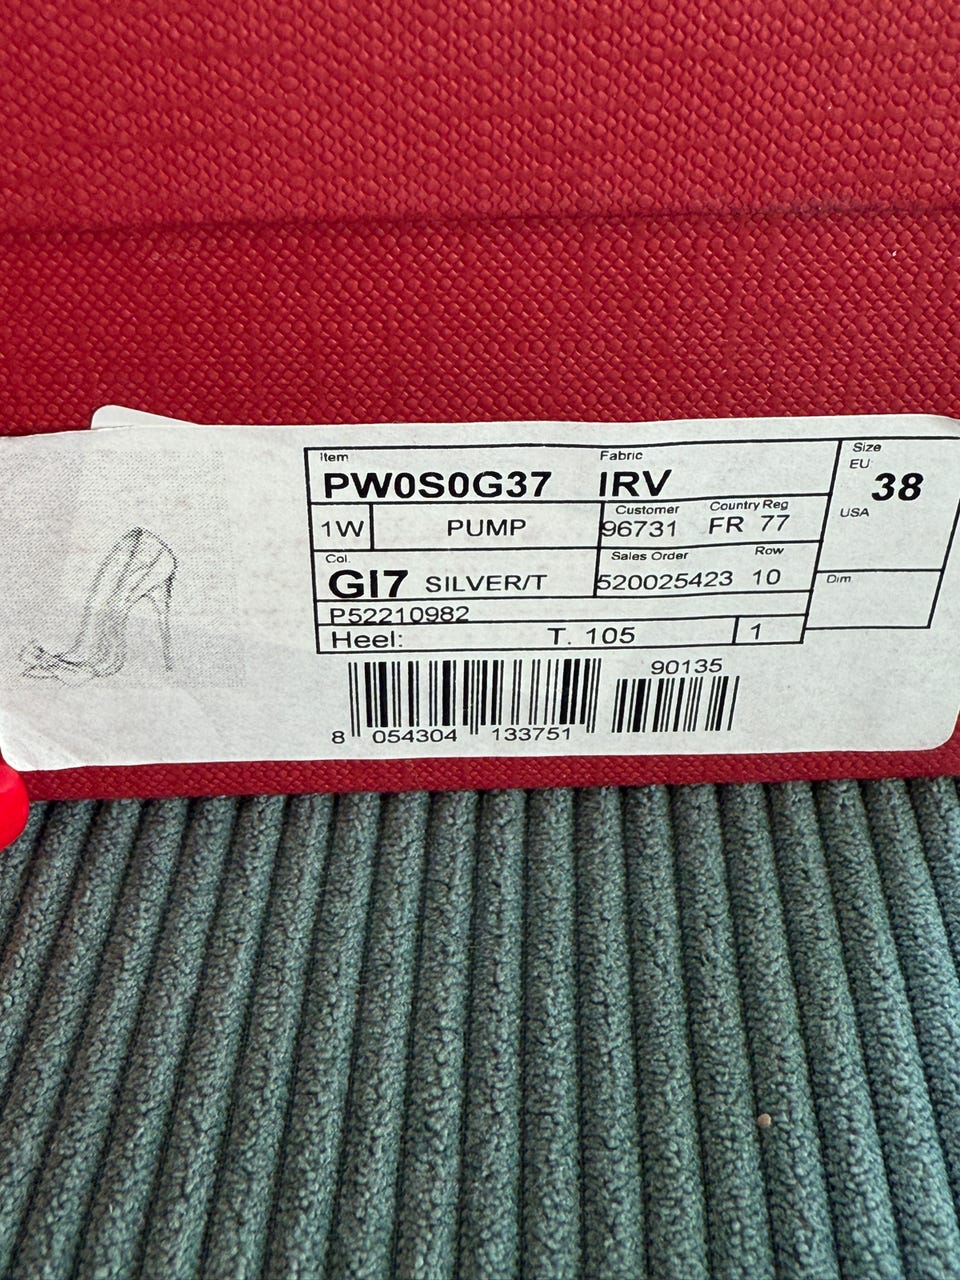 Item Fabric Size
PW0S0G37 IRV EU 38
1W PUMP Customer Country Reg USA
96731 FR 77
Col. Sales Order Row
GI7 SILVER/T 520025423 10 Dim.
P52210982
Heel: T. 105 1
90135
8 054304 133751